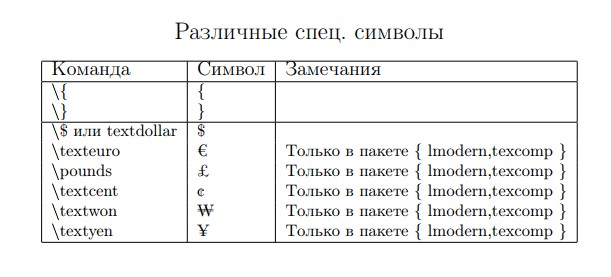 Различные спец. символы
Команда Символ Замечания
\{ {
\} }
\$ или textdollar $
\texteuro € Только в пакете { lmodern,texcomp }
\pounds £ Только в пакете { lmodern,texcomp }
\textcent ¢ Только в пакете { lmodern,texcomp }
\textwon ₩ Только в пакете { lmodern,texcomp }
\textyen ¥ Только в пакете { lmodern,texcomp }